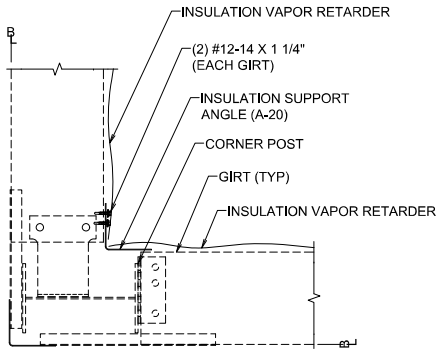 INSULATION VAPOR RETARDER
B
(2) #12-14 X 1 1/4"
(EACH GIRT)
INSULATION SUPPORT
ANGLE (A-20)
CORNER POST
GIRT (TYP)
INSULATION VAPOR RETARDER
B